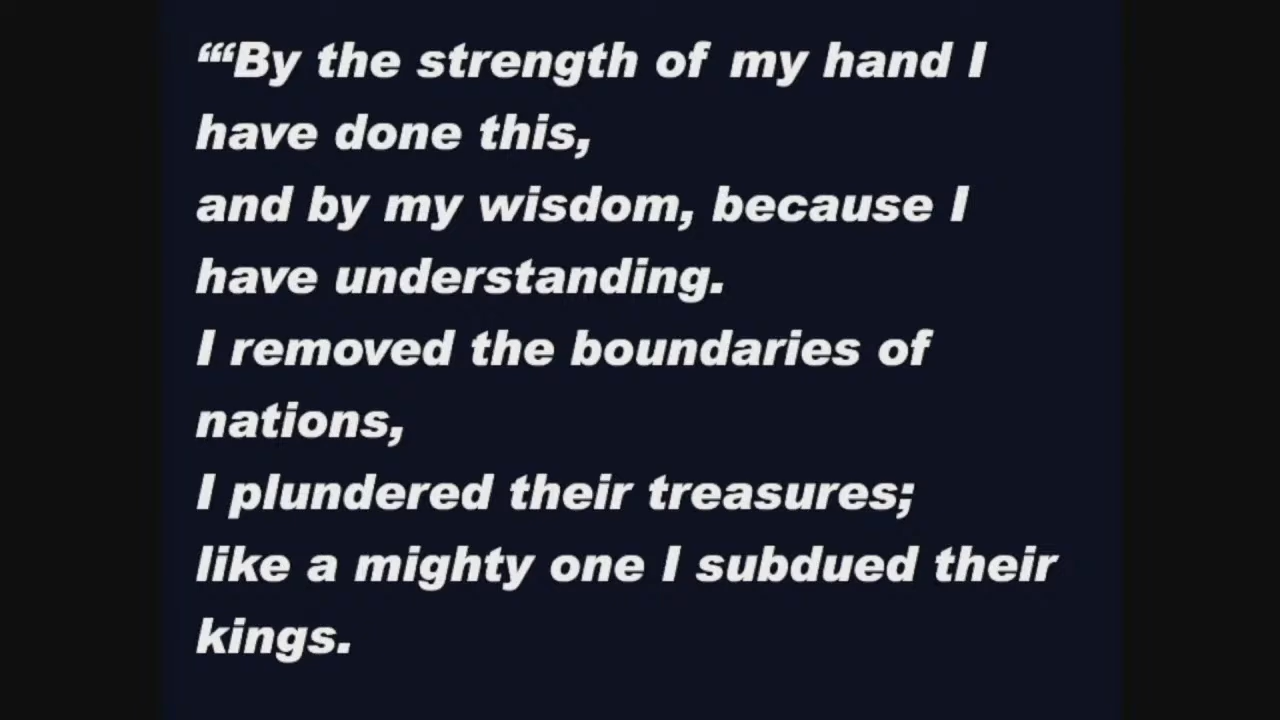 “‘“By the strength of my hand I
have done this,
and by my wisdom, because I
have understanding.
I removed the boundaries of
nations,
I plundered their treasures;
like a mighty one I subdued their
kings.